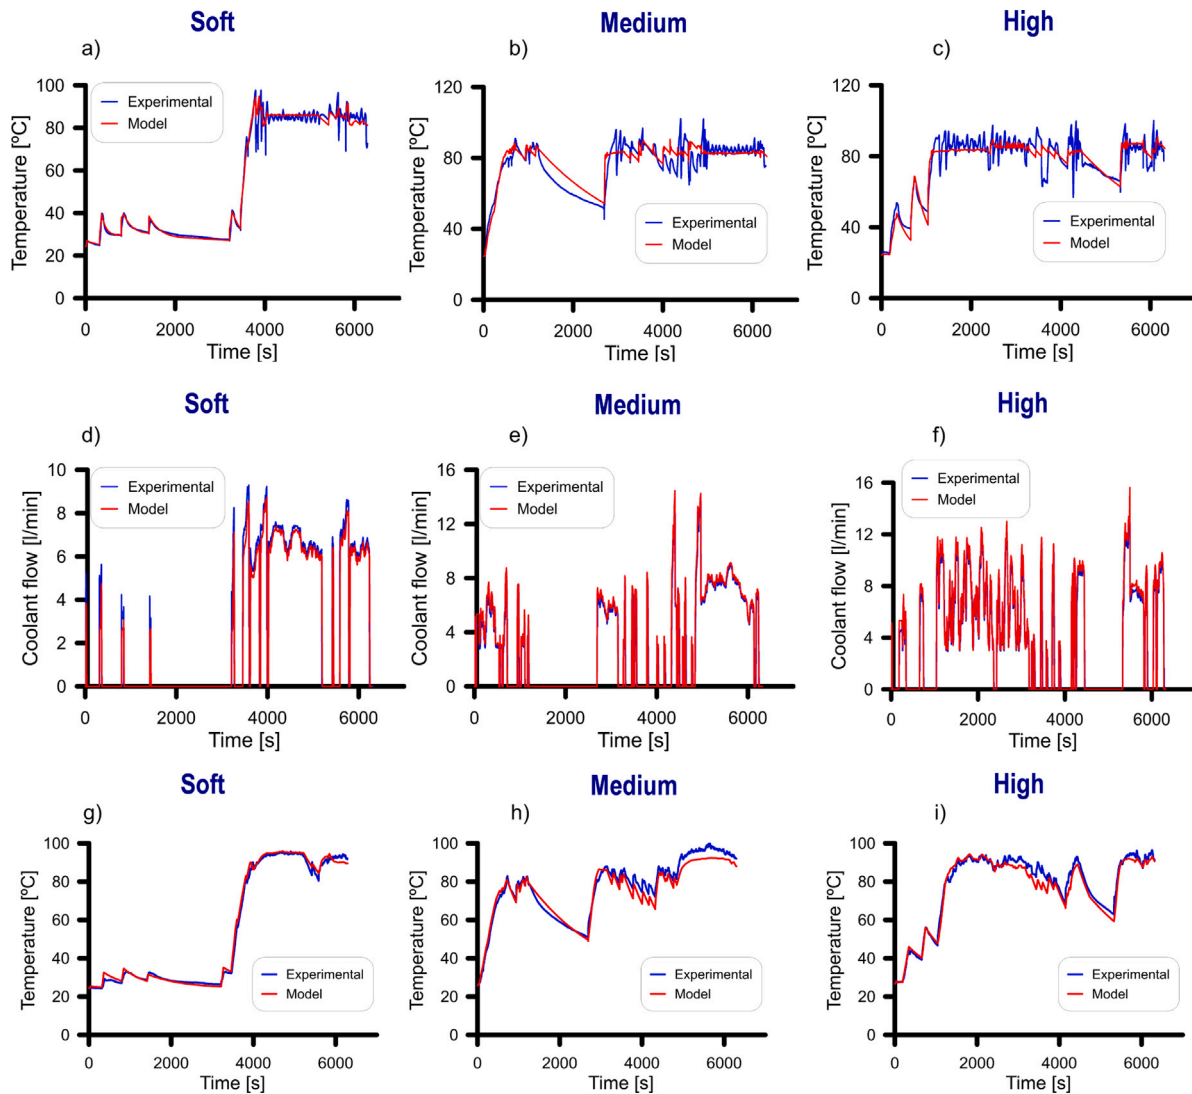 Soft
Medium
High
a)
b)
c)
Temperature [ºC]
100
80
60
40
20
0
Experimental
Model
0
2000
4000
6000
Time [s]
Temperature [ºC]
120
80
40
0
Experimental
Model
0
2000
4000
6000
Time [s]
Temperature [ºC]
120
80
40
0
Experimental
Model
0
2000
4000
6000
Time [s]
Soft
Medium
High
d)
e)
f)
Coolant flow [l/min]
10
8
6
4
2
0
Experimental
Model
0
2000
4000
6000
Time [s]
Coolant flow [l/min]
16
12
8
4
0
Experimental
Model
0
2000
4000
6000
Time [s]
Coolant flow [l/min]
16
12
8
4
0
Experimental
Model
0
2000
4000
6000
Time [s]
Soft
Medium
High
g)
h)
i)
Temperature [ºC]
100
80
60
40
20
0
Experimental
Model
0
2000
4000
6000
Time [s]
Temperature [ºC]
100
80
60
40
20
0
Experimental
Model
0
2000
4000
6000
Time [s]
Temperature [ºC]
100
80
60
40
20
0
Experimental
Model
0
2000
4000
6000
Time [s]